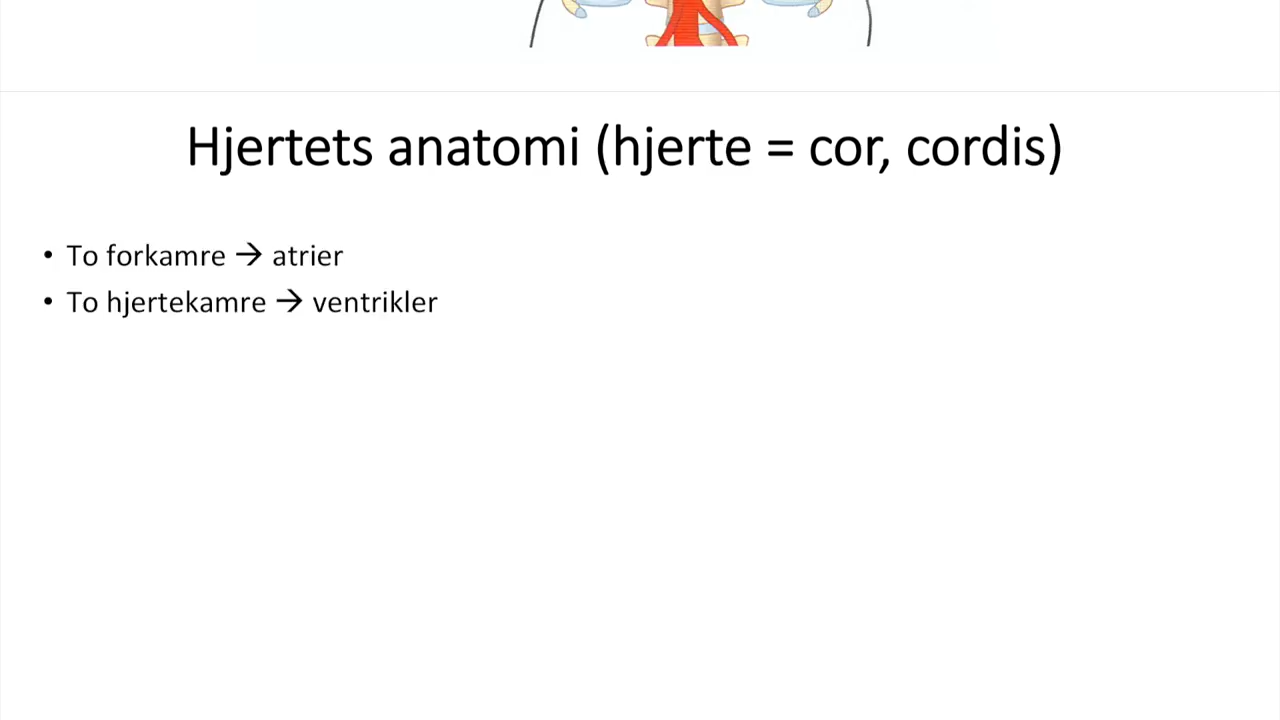 Hjertets anatomi (hjerte = cor, cordis)
• To forkamre → atrier
• To hjertekamre → ventrikler